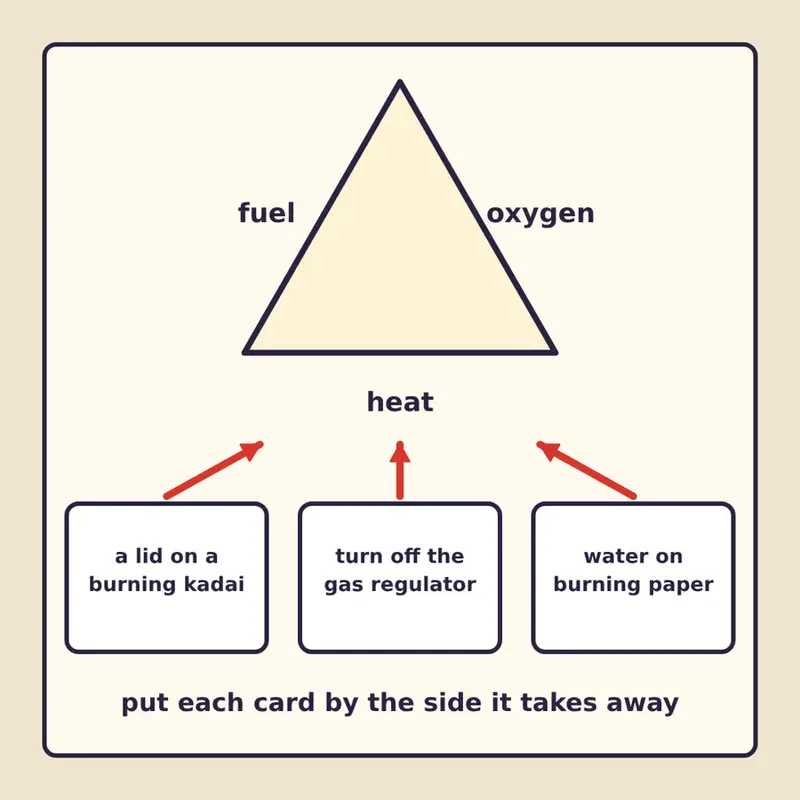 fuel
oxygen
heat
a lid on a
burning kadai
turn off the
gas regulator
water on
burning paper
put each card by the side it takes away